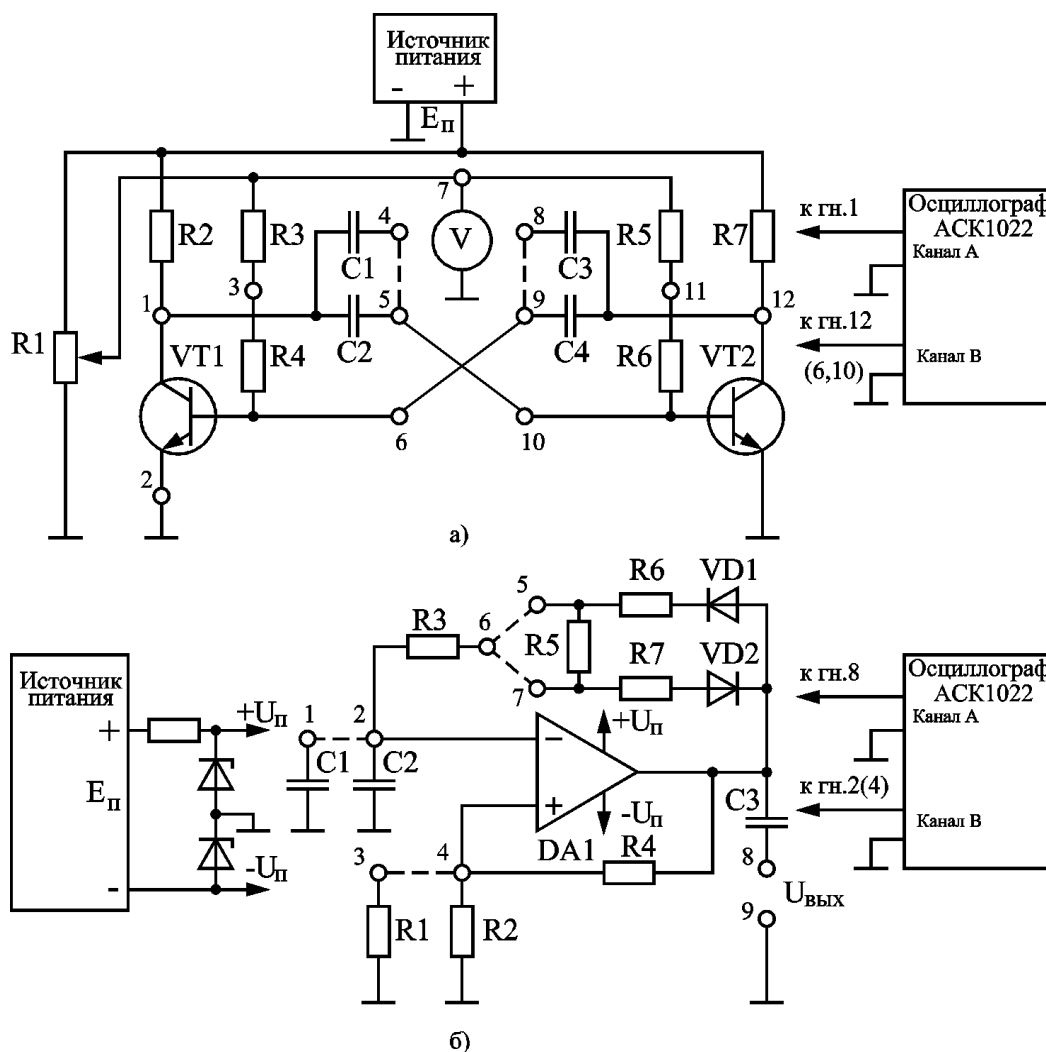 Источник
питания
- +
Eп
7
4
8
R2
R3
V
R5
R7
C1
C3
1
3
5
9
11
12
C2
C4
R1
VT1
R4
R6
VT2
6
10
2
к гн.1
к гн.12
(6,10)
Осциллограф
АСК1022
Канал А
Канал В
а)
Источник
питания
+
Eп
-
+Uп
-Uп
1
2
C1
C2
R3
6
5
7
R5
R6
VD1
R7
VD2
+Uп
−
+
-Uп
DA1
R4
3
4
R1
R2
C3
8
9
Uвых
к гн.8
к гн.2(4)
Осциллограф
АСК1022
Канал А
Канал В
б)